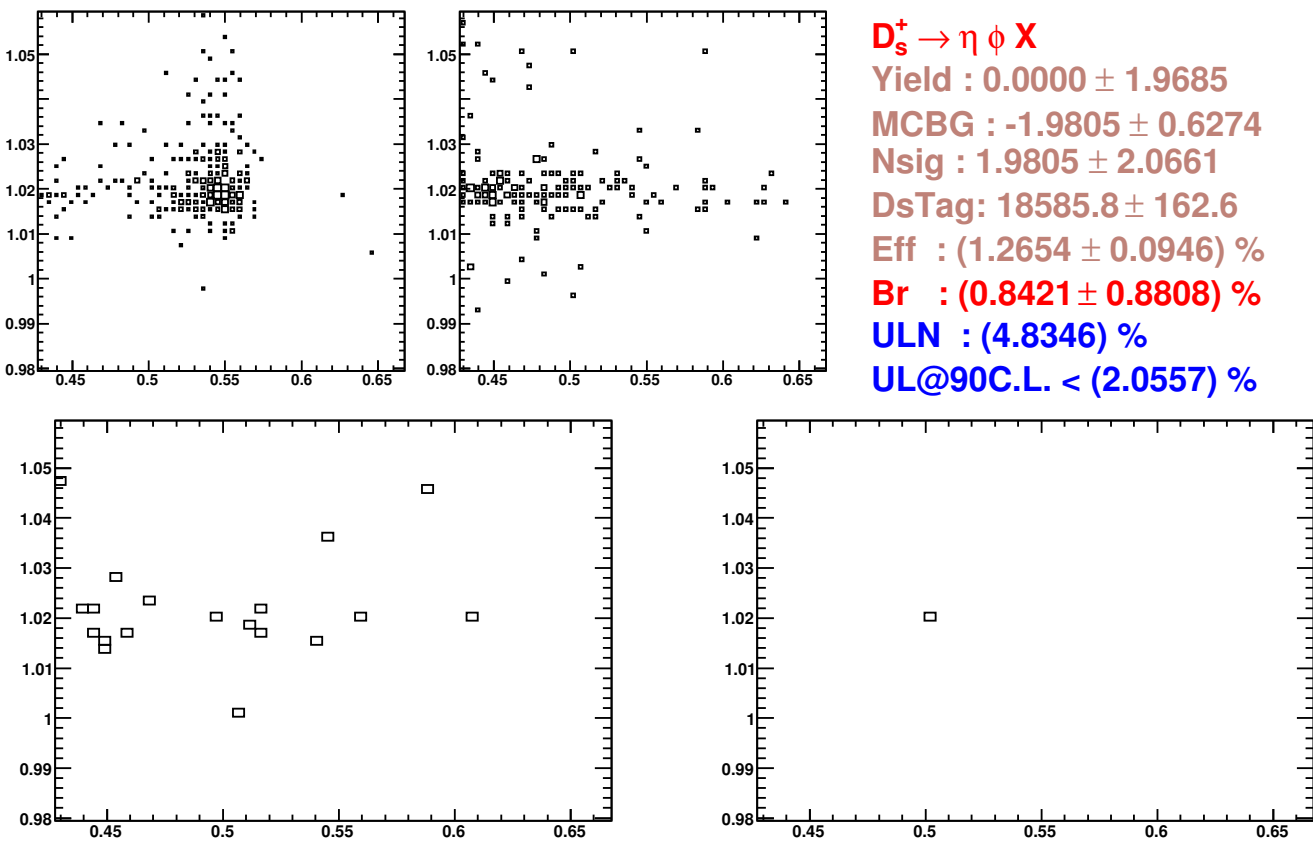 1.05
1.04
1.03
1.02
1.01
1
0.99
0.98
0.45 0.5 0.55 0.6 0.65
1.05
1.04
1.03
1.02
1.01
1
0.99
0.98
0.45 0.5 0.55 0.6 0.65
D_s^+ → η ϕ X
Yield : 0.0000 ± 1.9685
MCBG : -1.9805 ± 0.6274
Nsig : 1.9805 ± 2.0661
DsTag: 18585.8 ± 162.6
Eff : (1.2654 ± 0.0946) %
Br : (0.8421 ± 0.8808) %
ULN : (4.8346) %
UL@90C.L. < (2.0557) %
1.05
1.04
1.03
1.02
1.01
1
0.99
0.98
0.45 0.5 0.55 0.6 0.65
1.05
1.04
1.03
1.02
1.01
1
0.99
0.98
0.45 0.5 0.55 0.6 0.65